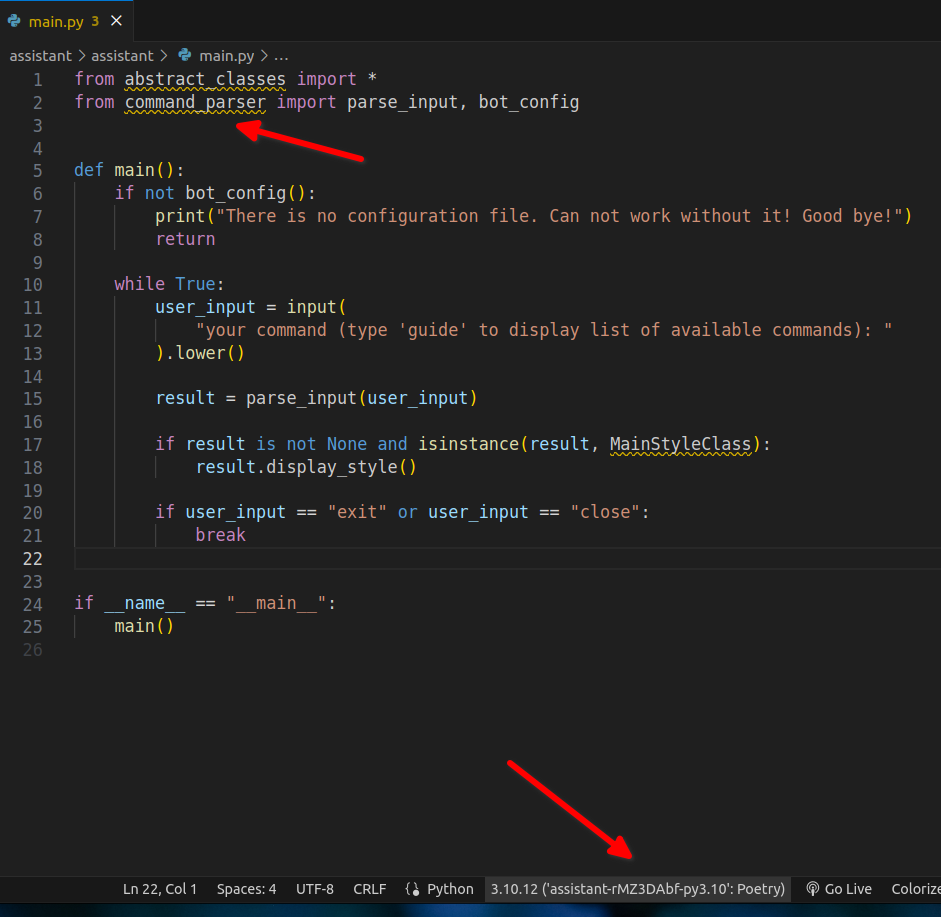 main.py 3
assistant > assistant > main.py > ...
1 from abstract_classes import *
2 from command_parser import parse_input, bot_config
3
4
5 def main():
6     if not bot_config():
7         print("There is no configuration file. Can not work without it! Good bye!")
8         return
9
10     while True:
11         user_input = input(
12             "your command (type 'guide' to display list of available commands): "
13         ).lower()
14
15         result = parse_input(user_input)
16
17         if result is not None and isinstance(result, MainStyleClass):
18             result.display_style()
19
20         if user_input == "exit" or user_input == "close":
21             break
22
23
24 if __name__ == "__main__":
25     main()
26
Ln 22, Col 1 Spaces: 4 UTF-8 CRLF Python 3.10.12 ('assistant-rMZ3DAbf-py3.10': Poetry) Go Live Colorize